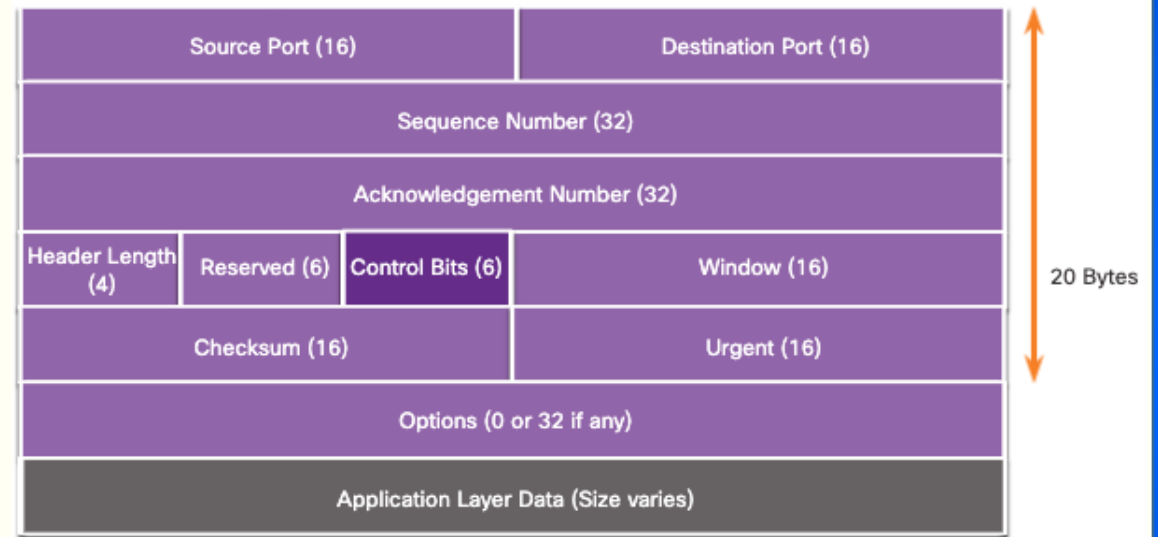 Source Port (16)
Destination Port (16)
Sequence Number (32)
Acknowledgement Number (32)
Header Length
(4)
Reserved (6)
Control Bits (6)
Window (16)
20 Bytes
Checksum (16)
Urgent (16)
Options (0 or 32 if any)
Application Layer Data (Size varies)